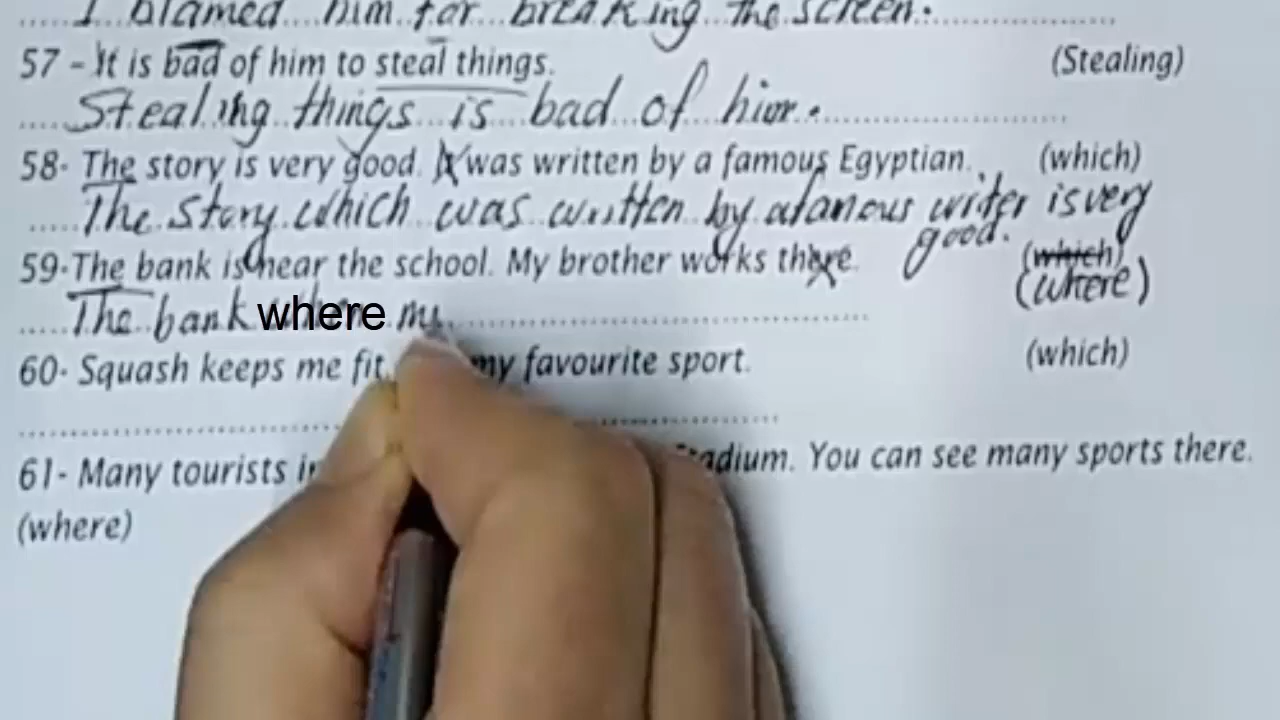 I blamed him for breaking the screen.
57 - It is bad of him to steal things. (Stealing)
Stealing things is bad of him.
58- The story is very good. It was written by a famous Egyptian. (which)
The story which was written by a famous writer is very good.
59-The bank is near the school. My brother works there. (which)
(where)
The bank where my
60- Squash keeps me fit. my favourite sport. (which)
61- Many tourists You can see many sports there.
(where)